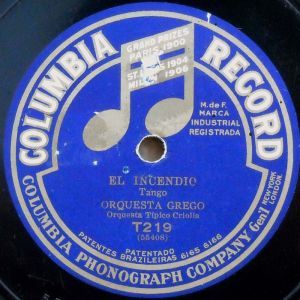 COLUMBIA RECORD
GRAND PRIZES
PARIS 1900
ST. LOUIS 1904
MILAN 1906
M. de F.
MARCA
INDUSTRIAL
REGISTRADA
EL INCENDIO
Tango
ORQUESTA GREGO
Orquesta Típico Criolla
T219
(55408)
PATENTES PATENTADO
BRAZILEIRAS 6165 6166
COLUMBIA PHONOGRAPH COMPANY Gen'l
NEW YORK
LONDON